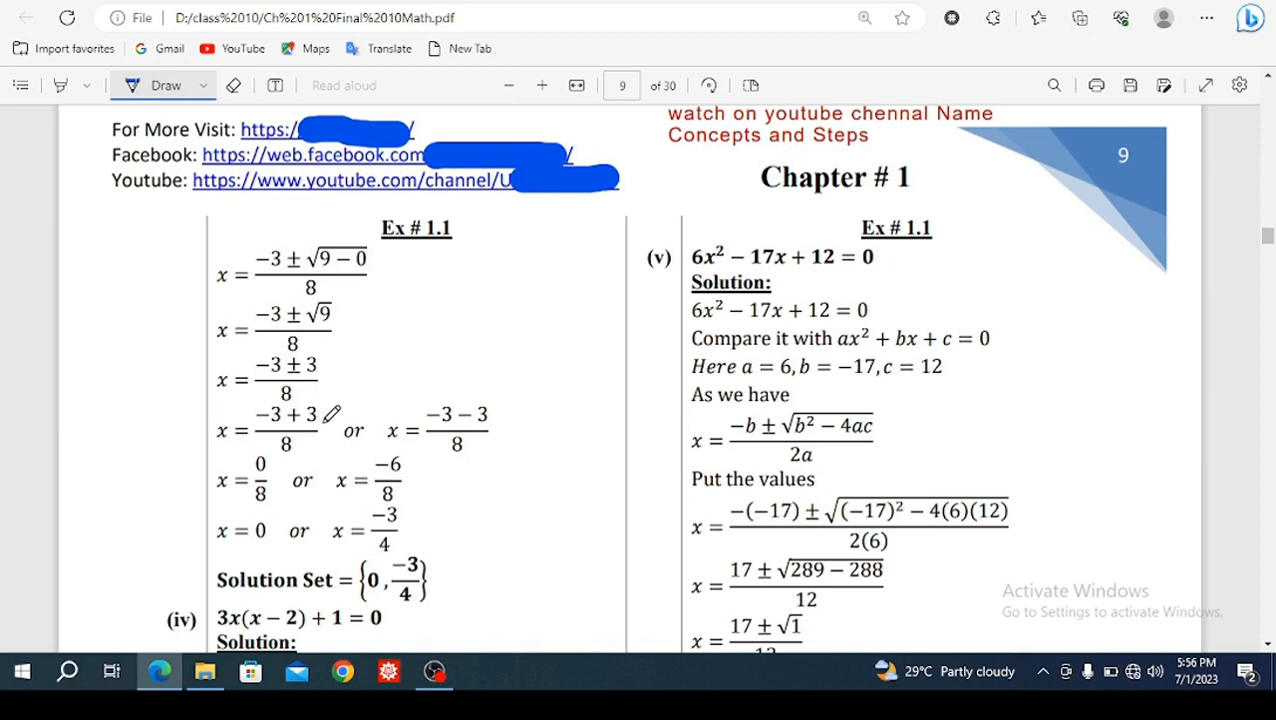 File D:/class%2010/Ch%201%20Final%2010Math.pdf
Import favorites Gmail YouTube Maps Translate New Tab
Draw Read aloud 9 of 30
For More Visit: https:/ /
Facebook: https://web.facebook.com /
Youtube: https://www.youtube.com/channel/U
watch on youtube chennal Name
Concepts and Steps
9
Chapter # 1
Ex # 1.1
x = (−3 ± √(9 − 0))/8
x = (−3 ± √9)/8
x = (−3 ± 3)/8
x = (−3 + 3)/8 or x = (−3 − 3)/8
x = 0/8 or x = −6/8
x = 0 or x = −3/4
Solution Set = {0 , −3/4}
(iv) 3x(x − 2) + 1 = 0
Solution:
Ex # 1.1
(v) 6x² − 17x + 12 = 0
Solution:
6x² − 17x + 12 = 0
Compare it with ax² + bx + c = 0
Here a = 6, b = −17, c = 12
As we have
x = (−b ± √(b² − 4ac))/2a
Put the values
x = (−(−17) ± √((−17)² − 4(6)(12)))/2(6)
x = (17 ± √(289 − 288))/12
x = (17 ± √1)/12
Activate Windows
Go to Settings to activate Windows.
29°C Partly cloudy
5:56 PM
7/1/2023
2